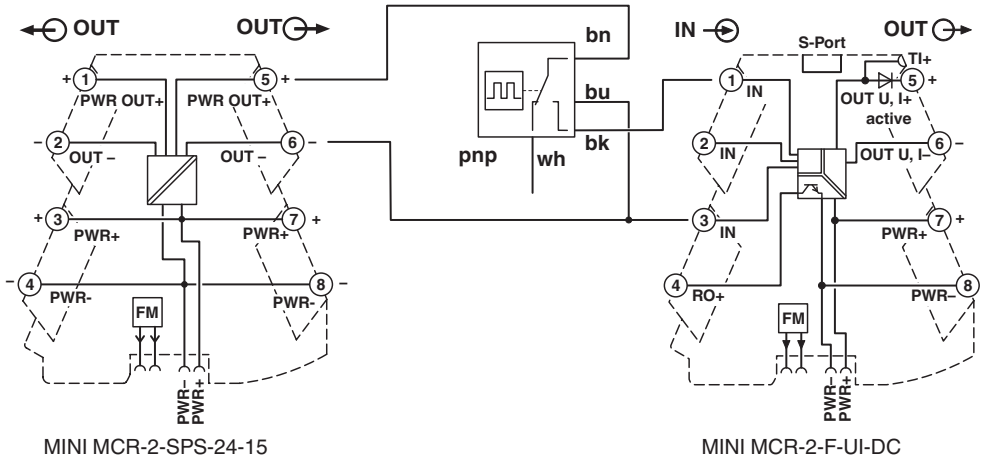 OUT
OUT
IN
OUT
bn
S-Port
TI+
+ 1
5 +
1
5 +
PWR OUT+
PWR OUT+
IN
OUT U, I+
active
bu
bk
- 2
6 -
2
6 -
OUT -
OUT -
pnp
wh
IN
OUT U, I-
+ 3
7 +
3
7 +
PWR+
PWR+
IN
PWR+
- 4
8 -
4
8
PWR-
PWR-
RO+
PWR-
FM
FM
PWR-
PWR+
PWR-
PWR+
MINI MCR-2-SPS-24-15
MINI MCR-2-F-UI-DC